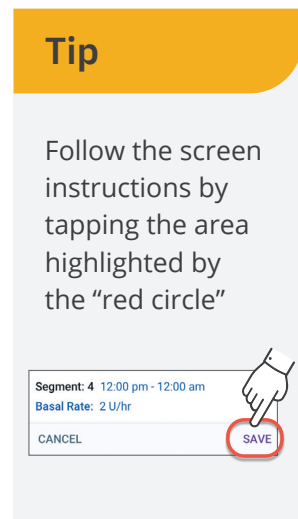 Tip
Follow the screen
instructions by
tapping the area
highlighted by
the “red circle”
Segment: 4 12:00 pm - 12:00 am
Basal Rate: 2 U/hr
CANCEL SAVE